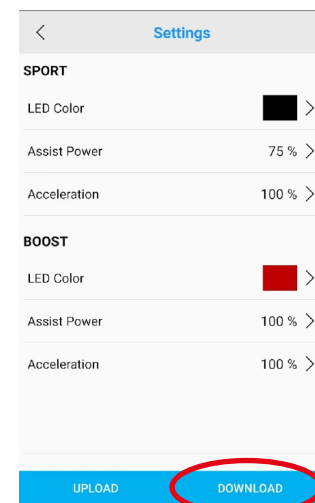 Settings
SPORT
LED Color
Assist Power 75 %
Acceleration 100 %
BOOST
LED Color
Assist Power 100 %
Acceleration 100 %
UPLOAD DOWNLOAD